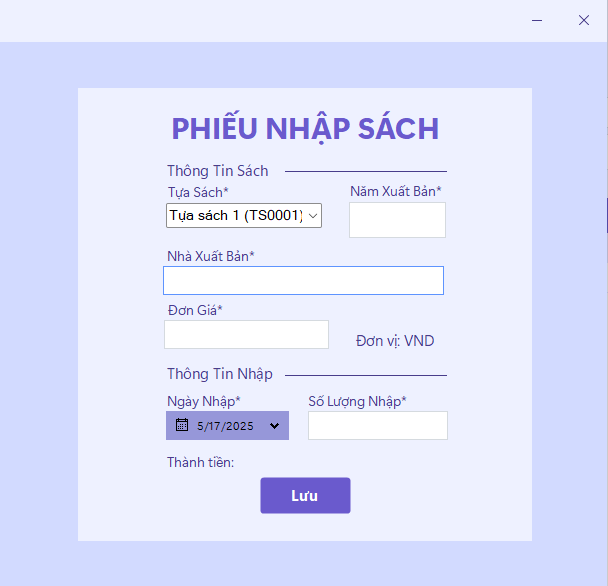 PHIẾU NHẬP SÁCH
Thông Tin Sách
Tựa Sách* Năm Xuất Bản*
Tựa sách 1 (TS0001)
Nhà Xuất Bản*
Đơn Giá*
Đơn vị: VND
Thông Tin Nhập
Ngày Nhập* Số Lượng Nhập*
5/17/2025
Thành tiền:
Lưu